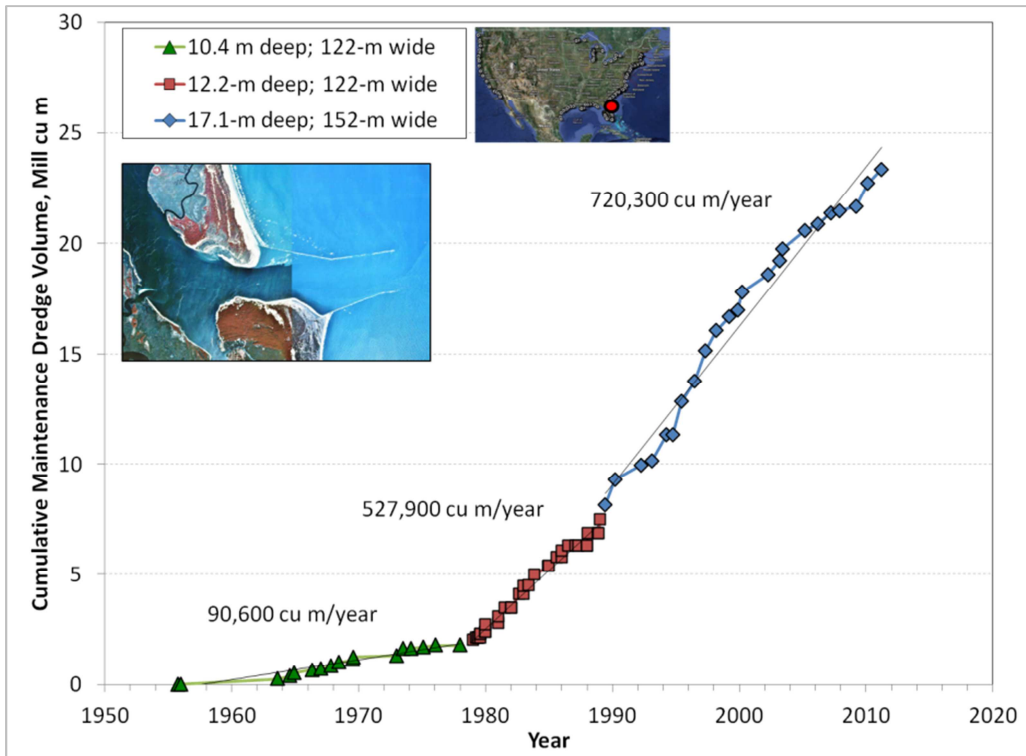 30
25
20
15
10
5
0
Cumulative Maintenance Dredge Volume, Mill cu m
10.4 m deep; 122-m wide
12.2-m deep; 122-m wide
17.1-m deep; 152-m wide
720,300 cu m/year
527,900 cu m/year
90,600 cu m/year
1950 1960 1970 1980 1990 2000 2010 2020
Year